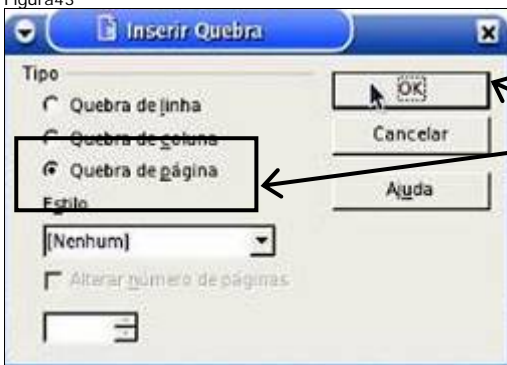 Figura43
Inserir Quebra
Tipo
Quebra de linha
Quebra de coluna
Quebra de página
Estilo
[Nenhum]
Alterar número de páginas
OK
Cancelar
Ajuda